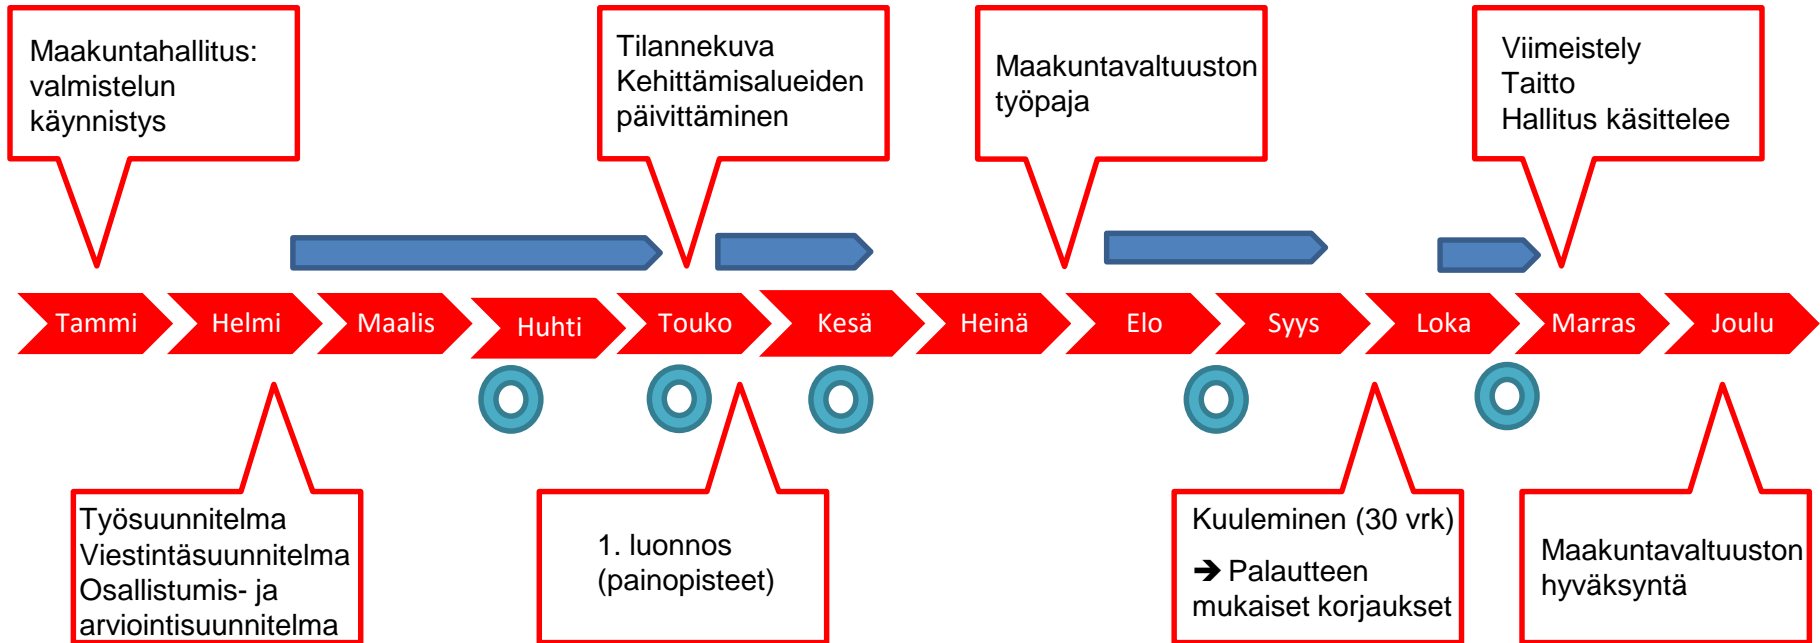 Maakuntahallitus:
valmistelun
käynnistys
Tilannekuva
Kehittämisalueiden
päivittäminen
Maakuntavaltuuston
työpaja
Viimeistely
Taitto
Hallitus käsittelee
Tammi
Helmi
Maalis
Huhti
Touko
Kesä
Heinä
Elo
Syys
Loka
Marras
Joulu
Työsuunnitelma
Viestintäsuunnitelma
Osallistumis- ja
arviointisuunnitelma
1. luonnos
(painopisteet)
Kuuleminen (30 vrk)
➔ Palautteen
mukaiset korjaukset
Maakuntavaltuuston
hyväksyntä